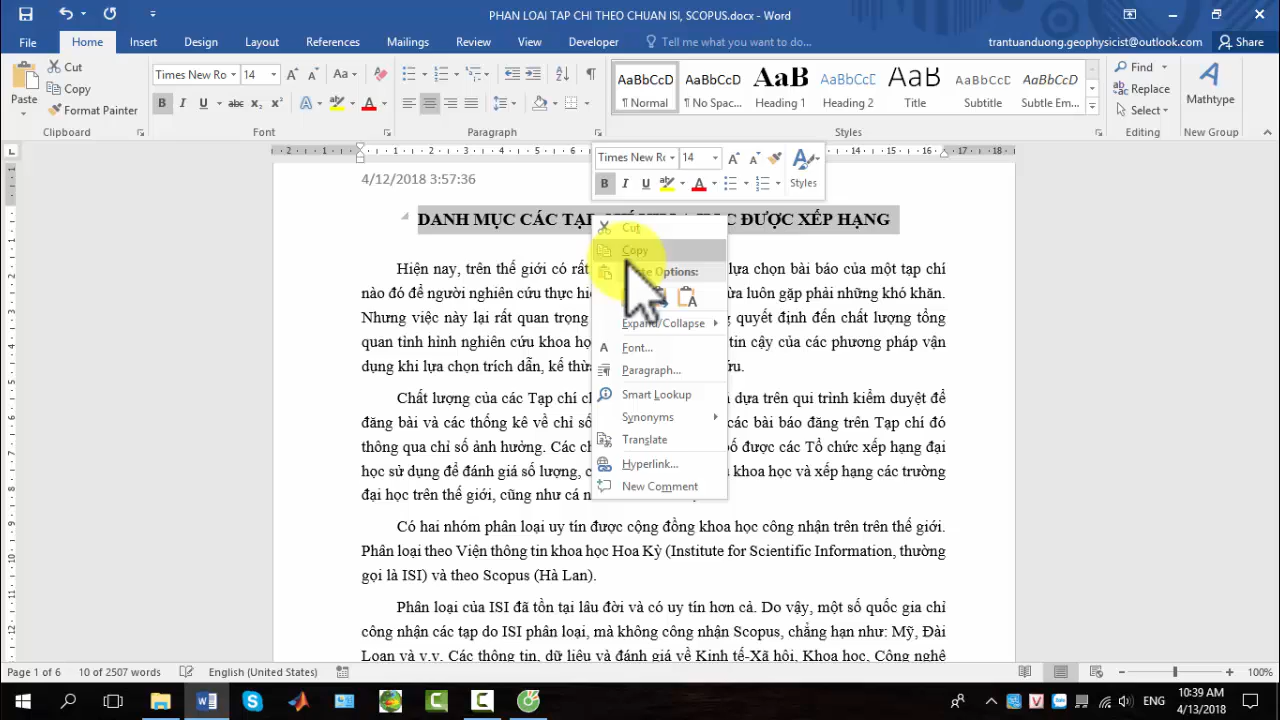 PHAN LOAI TAP CHI THEO CHUAN ISI, SCOPUS.docx - Word
File Home Insert Design Layout References Mailings Review View Developer Tell me what you want to do... trantuanduong.geophysicist@outlook.com Share
Paste Cut Copy Format Painter
Clipboard
Times New Ro 14
Font
Paragraph
AaBbCcD AaBbCcD AaB AaBbCcC AaB AaBbCcD AaBbCcD
¶ Normal ¶ No Spac... Heading 1 Heading 2 Title Subtitle Subtle Em...
Styles
Find Replace Select
Editing
Mathtype
New Group
Times New Ro 14
Styles
4/12/2018 3:57:36
DANH MỤC CÁC ĐƯỢC XẾP HẠNG
Cut
Copy
Options:
Expand/Collapse
Font...
Paragraph...
Smart Lookup
Synonyms
Translate
Hyperlink...
New Comment
Hiện nay, trên thế giới có lựa chọn bài báo của một tạp chí
nào đó để người nghiên cứu thực luôn gặp phải những khó khăn.
Nhưng việc này lại rất quan trọng quyết định đến chất lượng tổng
quan tình hình nghiên cứu khoa tin cậy của các phương pháp vận
dụng khi lựa chọn trích dẫn, kế
Chất lượng của các Tạp chí dựa trên qui trình kiểm duyệt để
đăng bài và các thống kê về chỉ các bài báo đăng trên Tạp chí đó
thông qua chỉ số ảnh hưởng. Các được các Tổ chức xếp hạng đại
học sử dụng để đánh giá số lượng, khoa học và xếp hạng các trường
đại học trên thế giới, cũng như cá
Có hai nhóm phân loại uy tín được cộng đồng khoa học công nhận trên trên thế giới.
Phân loại theo Viện thông tin khoa học Hoa Kỳ (Institute for Scientific Information, thường
gọi là ISI) và theo Scopus (Hà Lan).
Phân loại của ISI đã tồn tại lâu đời và có uy tín hơn cả. Do vậy, một số quốc gia chỉ
công nhận các tạp do ISI phân loại, mà không công nhận Scopus, chẳng hạn như: Mỹ, Đài
Loan và v.v. Các thông tin, dữ liệu và đánh giá về Kinh tế-Xã hội, Khoa học, Công nghệ
Page 1 of 6 10 of 2507 words English (United States) 100%
ENG 10:39 AM
4/13/2018